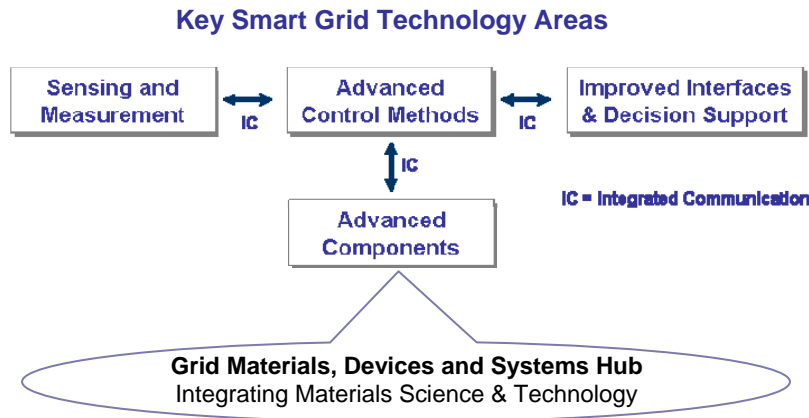 Key Smart Grid Technology Areas
Sensing and
Measurement
IC
Advanced
Control Methods
IC
Improved Interfaces
& Decision Support
IC
IC = Integrated Communication
Advanced
Components
Grid Materials, Devices and Systems Hub
Integrating Materials Science & Technology